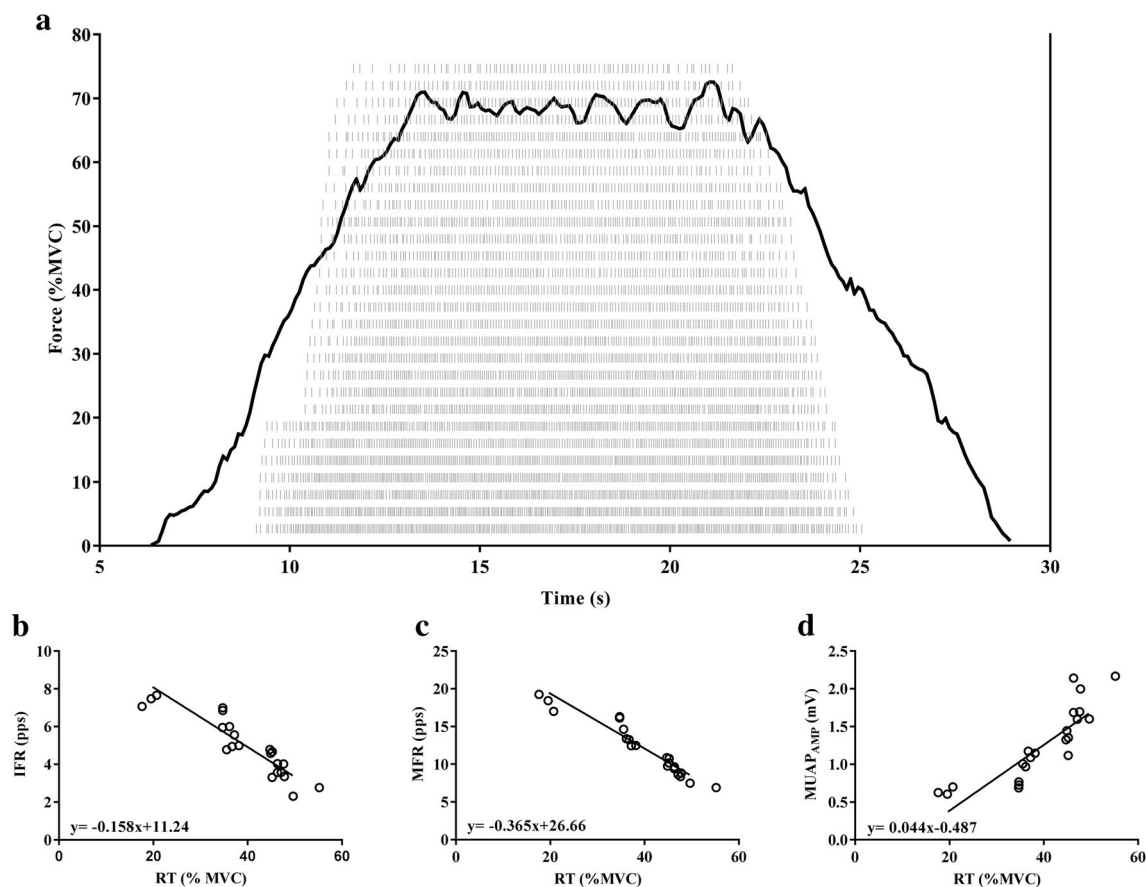 a
80
70
60
50
40
30
20
10
0
Force (%MVC)
5 10 15 20 25 30
Time (s)
b
10
8
6
4
2
0
IFR (pps)
y= -0.158x+11.24
0 20 40 60
RT (% MVC)
c
25
20
15
10
5
0
MFR (pps)
y= -0.365x+26.66
0 20 40 60
RT (%MVC)
d
2.5
2.0
1.5
1.0
0.5
0.0
MUAP_AMP (mV)
y= 0.044x-0.487
0 20 40 60
RT (%MVC)